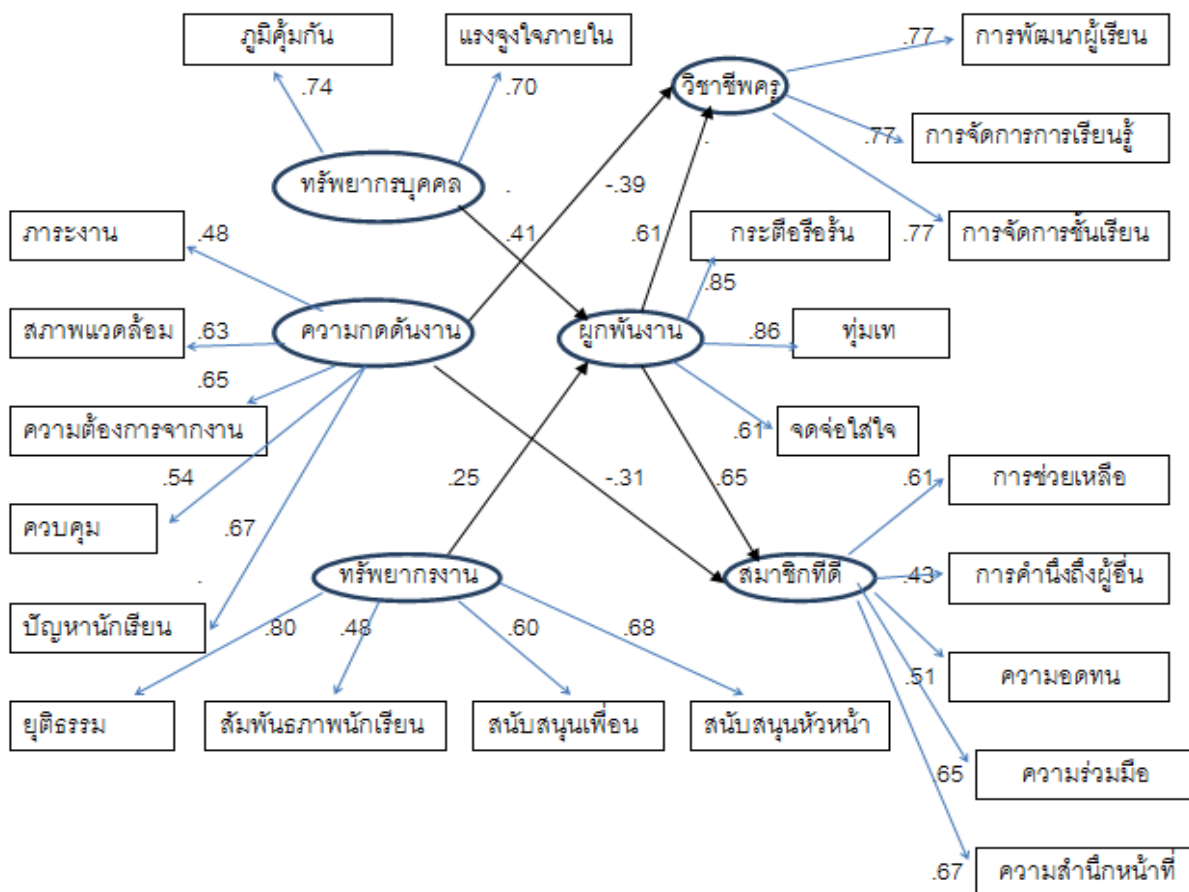 ภูมิคุ้มกัน
แรงจูงใจภายใน
.77
การพัฒนาผู้เรียน
.74
.70
วิชาชีพครู
.
.77
การจัดการการเรียนรู้
ทรัพยากรบุคคล
.
-.39
ภาระงาน
.48
.41
.61
กระตือรือร้น
.77
การจัดการชั้นเรียน
.85
สภาพแวดล้อม
.63
ความกดดันงาน
ผูกพันงาน
.86
ทุ่มเท
.65
ความต้องการจากงาน
.61
จดจ่อใส่ใจ
.54
.25
-.31
.65
.61
การช่วยเหลือ
ควบคุม
.67
.
ทรัพยากรงาน
สมาชิกที่ดี
.43
การคำนึงถึงผู้อื่น
ปัญหานักเรียน
.80
.48
.60
.68
.51
ความอดทน
ยุติธรรม
สัมพันธภาพนักเรียน
สนับสนุนเพื่อน
สนับสนุนหัวหน้า
.65
ความร่วมมือ
.67
ความสำนึกหน้าที่